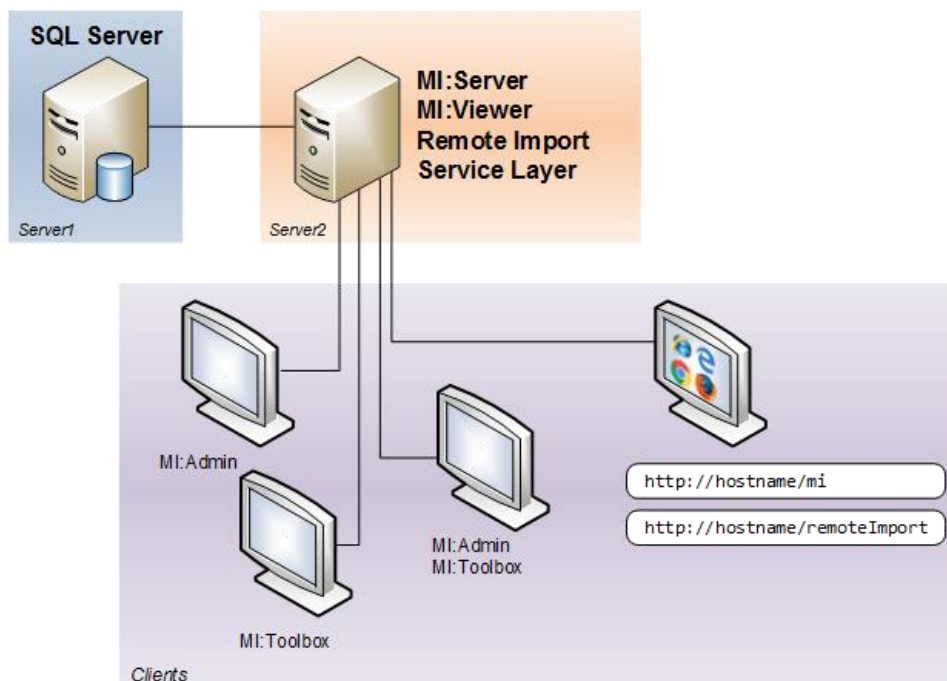 SQL Server
Server1
MI:Server
MI:Viewer
Remote Import
Service Layer
Server2
MI:Admin
MI:Toolbox
MI:Admin
MI:Toolbox
http://hostname/mi
http://hostname/remoteImport
Clients